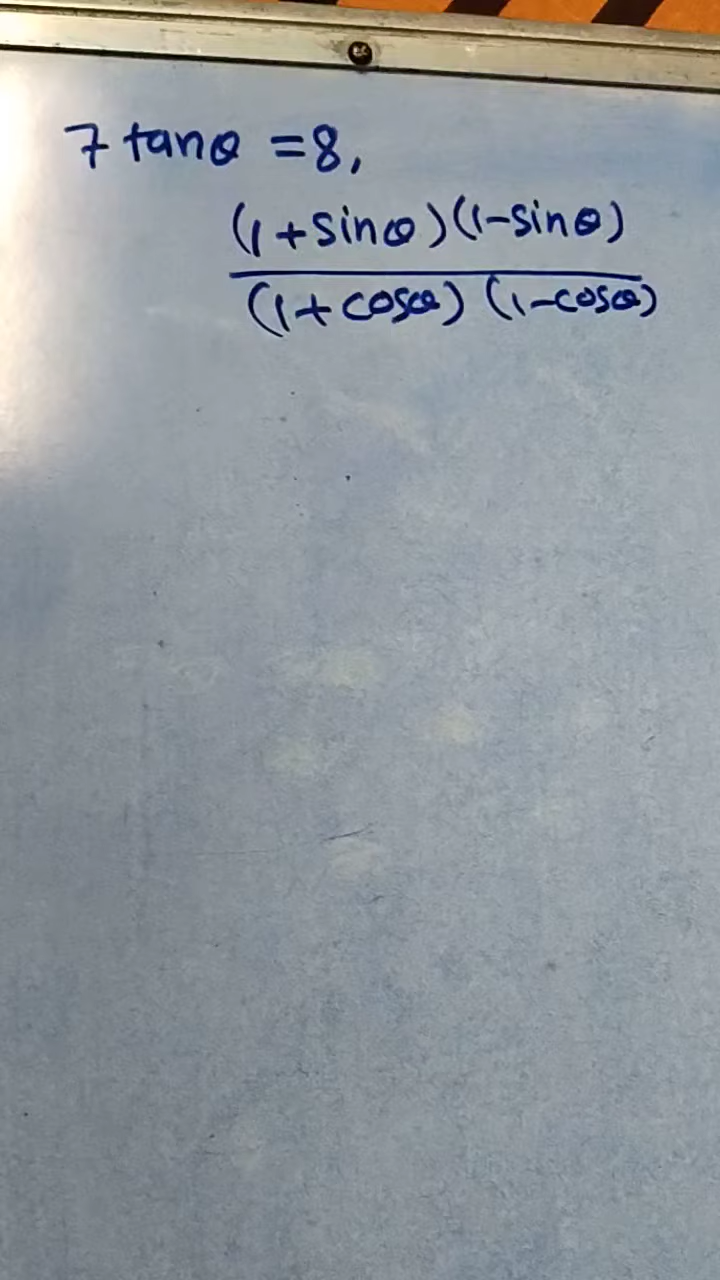 7 tanθ = 8,
(1+sinθ)(1-sinθ)
(1+cosθ) (1-cosθ)